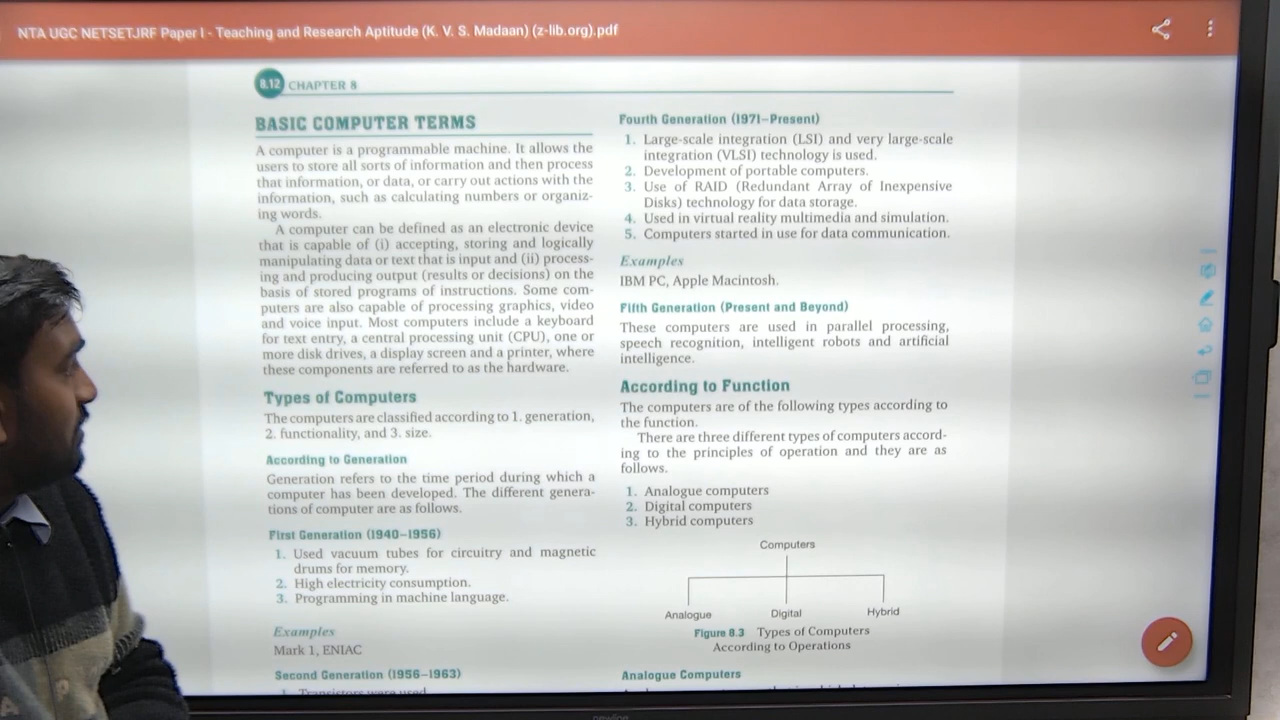 NTA UGC NETSETJRF Paper I - Teaching and Research Aptitude (K. V. S. Madaan) (z-lib.org).pdf
8.12 CHAPTER 8
BASIC COMPUTER TERMS
A computer is a programmable machine. It allows the
users to store all sorts of information and then process
that information, or data, or carry out actions with the
information, such as calculating numbers or organiz-
ing words.
A computer can be defined as an electronic device
that is capable of (i) accepting, storing and logically
manipulating data or text that is input and (ii) process-
ing and producing output (results or decisions) on the
basis of stored programs of instructions. Some com-
puters are also capable of processing graphics, video
and voice input. Most computers include a keyboard
for text entry, a central processing unit (CPU), one or
more disk drives, a display screen and a printer, where
these components are referred to as the hardware.
Types of Computers
The computers are classified according to 1. generation,
2. functionality, and 3. size.
According to Generation
Generation refers to the time period during which a
computer has been developed. The different genera-
tions of computer are as follows.
First Generation (1940–1956)
1. Used vacuum tubes for circuitry and magnetic
drums for memory.
2. High electricity consumption.
3. Programming in machine language.
Examples
Mark 1, ENIAC
Second Generation (1956–1963)
1. Transistors were used
Fourth Generation (1971–Present)
1. Large-scale integration (LSI) and very large-scale
integration (VLSI) technology is used.
2. Development of portable computers.
3. Use of RAID (Redundant Array of Inexpensive
Disks) technology for data storage.
4. Used in virtual reality multimedia and simulation.
5. Computers started in use for data communication.
Examples
IBM PC, Apple Macintosh.
Fifth Generation (Present and Beyond)
These computers are used in parallel processing,
speech recognition, intelligent robots and artificial
intelligence.
According to Function
The computers are of the following types according to
the function.
There are three different types of computers accord-
ing to the principles of operation and they are as
follows.
1. Analogue computers
2. Digital computers
3. Hybrid computers
Computers
Analogue Digital Hybrid
Figure 8.3 Types of Computers
According to Operations
Analogue Computers
newline